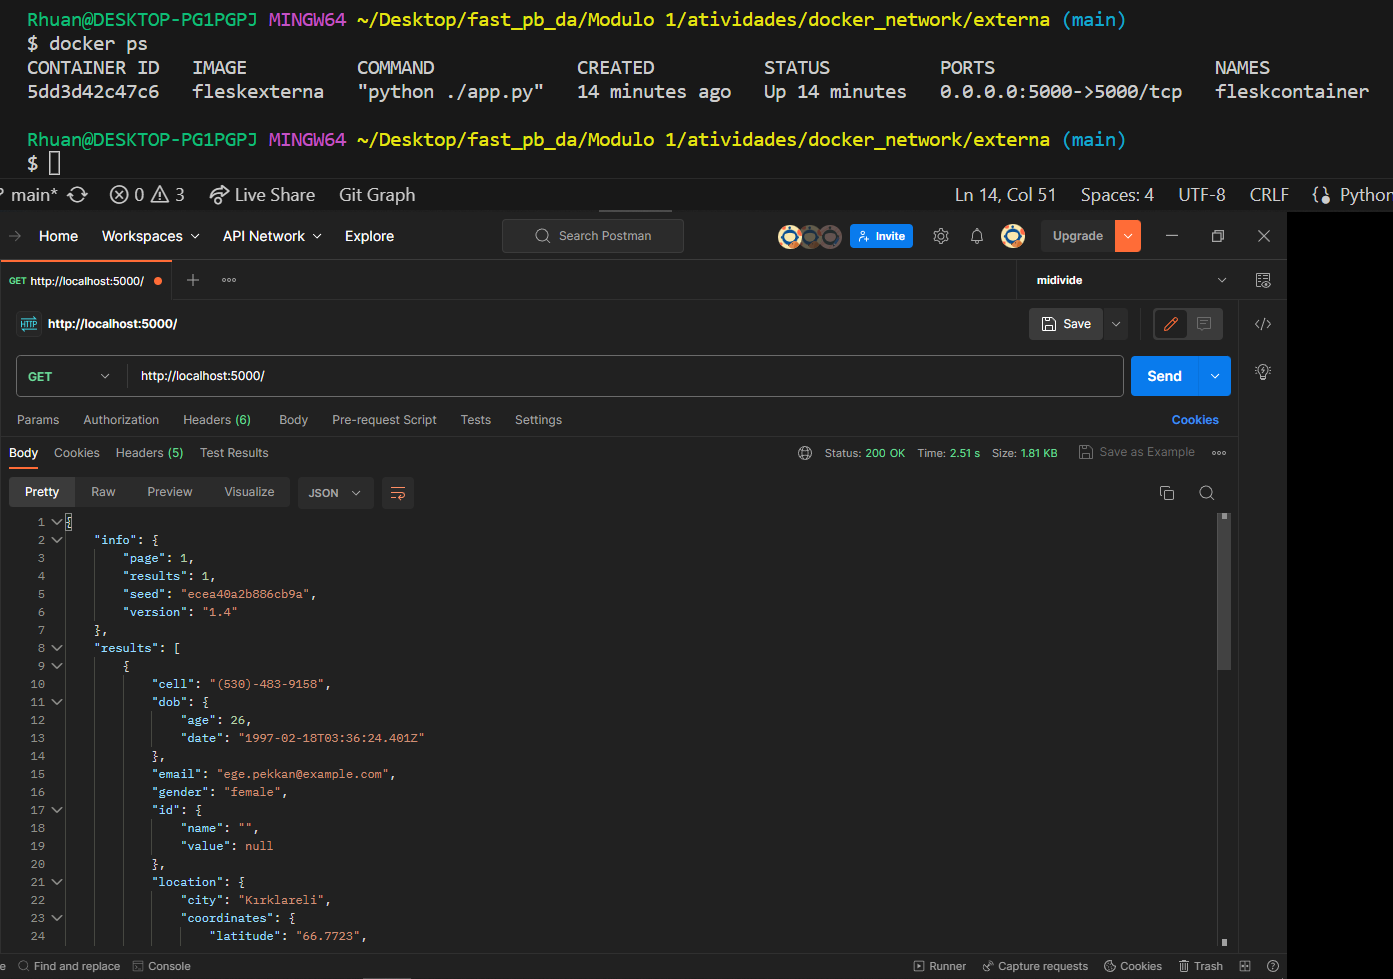 Rhuan@DESKTOP-PG1PGPJ MINGW64 ~/Desktop/fast_pb_da/Modulo 1/atividades/docker_network/externa (main)
$ docker ps
CONTAINER ID   IMAGE   COMMAND   CREATED   STATUS   PORTS   NAMES
5dd3d42c47c6   fleskexterna   "python ./app.py"   14 minutes ago   Up 14 minutes   0.0.0.0:5000->5000/tcp   fleskcontainer
Rhuan@DESKTOP-PG1PGPJ MINGW64 ~/Desktop/fast_pb_da/Modulo 1/atividades/docker_network/externa (main)
$
main* 0 3 Live Share Git Graph Ln 14, Col 51 Spaces: 4 UTF-8 CRLF Python
Home Workspaces API Network Explore Search Postman Invite Upgrade
GET http://localhost:5000/ midivide
HTTP http://localhost:5000/ Save
GET http://localhost:5000/ Send
Params Authorization Headers (6) Body Pre-request Script Tests Settings Cookies
Body Cookies Headers (5) Test Results Status: 200 OK Time: 2.51 s Size: 1.81 KB Save as Example
Pretty Raw Preview Visualize JSON
1 {
2 "info": {
3 "page": 1,
4 "results": 1,
5 "seed": "ecea40a2b886cb9a",
6 "version": "1.4"
7 },
8 "results": [
9 {
10 "cell": "(530)-483-9158",
11 "dob": {
12 "age": 26,
13 "date": "1997-02-18T03:36:24.401Z"
14 },
15 "email": "ege.pekkan@example.com",
16 "gender": "female",
17 "id": {
18 "name": "",
19 "value": null
20 },
21 "location": {
22 "city": "Kırklareli",
23 "coordinates": {
24 "latitude": "66.7723",
e Find and replace Console Runner Capture requests Cookies Trash